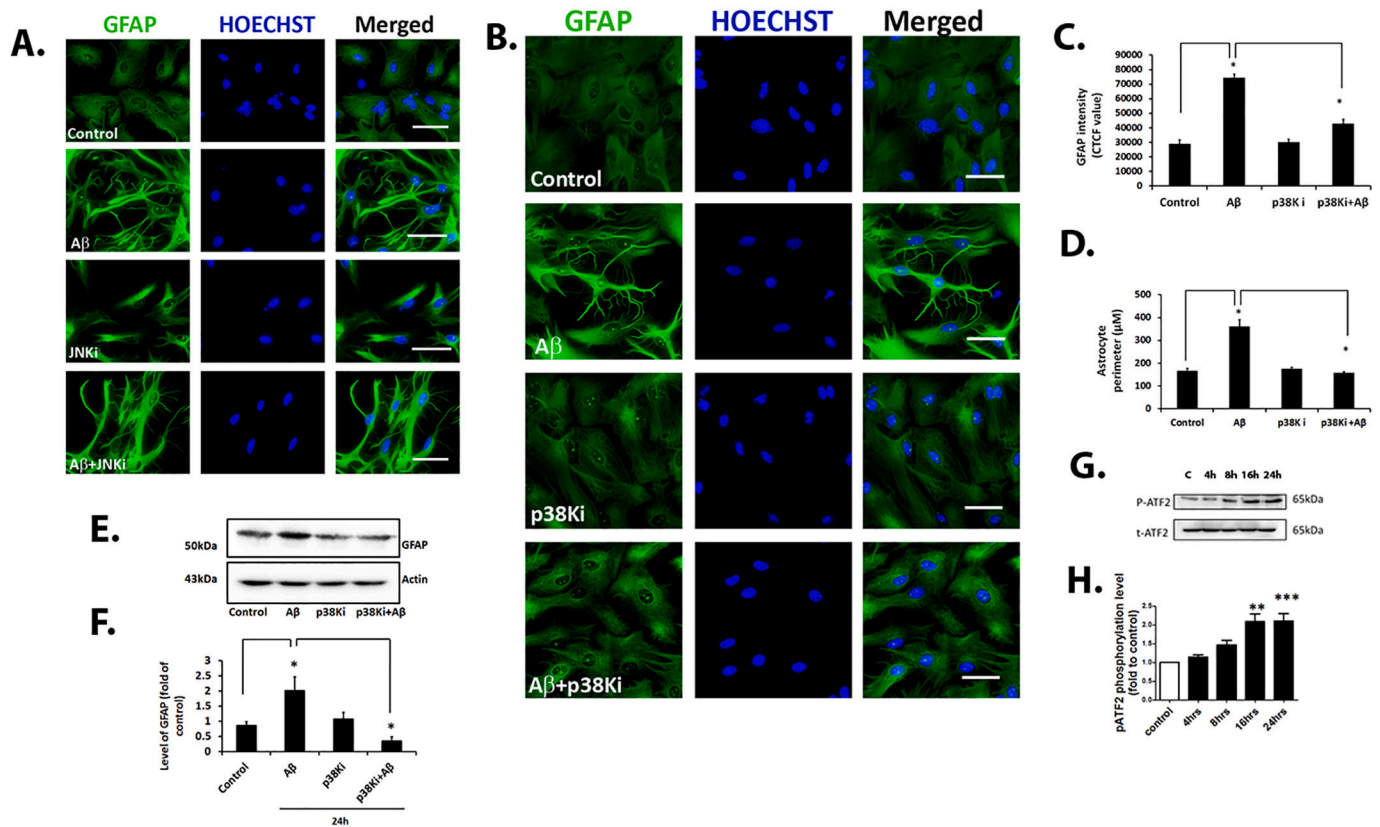 A.
GFAP HOECHST Merged
Control
Aβ
JNKi
Aβ+JNKi
B.
GFAP HOECHST Merged
Control
Aβ
p38Ki
Aβ+p38Ki
C.
GFAP intensity
(CTCF value)
90000
80000
70000
60000
50000
40000
30000
20000
10000
0
* *
Control Aβ p38K i p38Ki+Aβ
D.
Astrocyte
perimeter (μM)
500
400
300
200
100
0
* *
Control Aβ p38K i p38Ki+Aβ
E.
50kDa GFAP
43kDa Actin
Control Aβ p38Ki p38Ki+Aβ
F.
Level of GFAP (fold of
control)
3
2.5
2
1.5
1
0.5
0
* *
Control Aβ p38Ki p38Ki+Aβ
24h
G.
C 4h 8h 16h 24h
P-ATF2 65kDa
t-ATF2 65kDa
H.
pATF2 phosphorylation level
(fold to control)
2.5
2.0
1.5
1.0
0.5
0.0
** ***
control 4hrs 8hrs 16hrs 24hrs